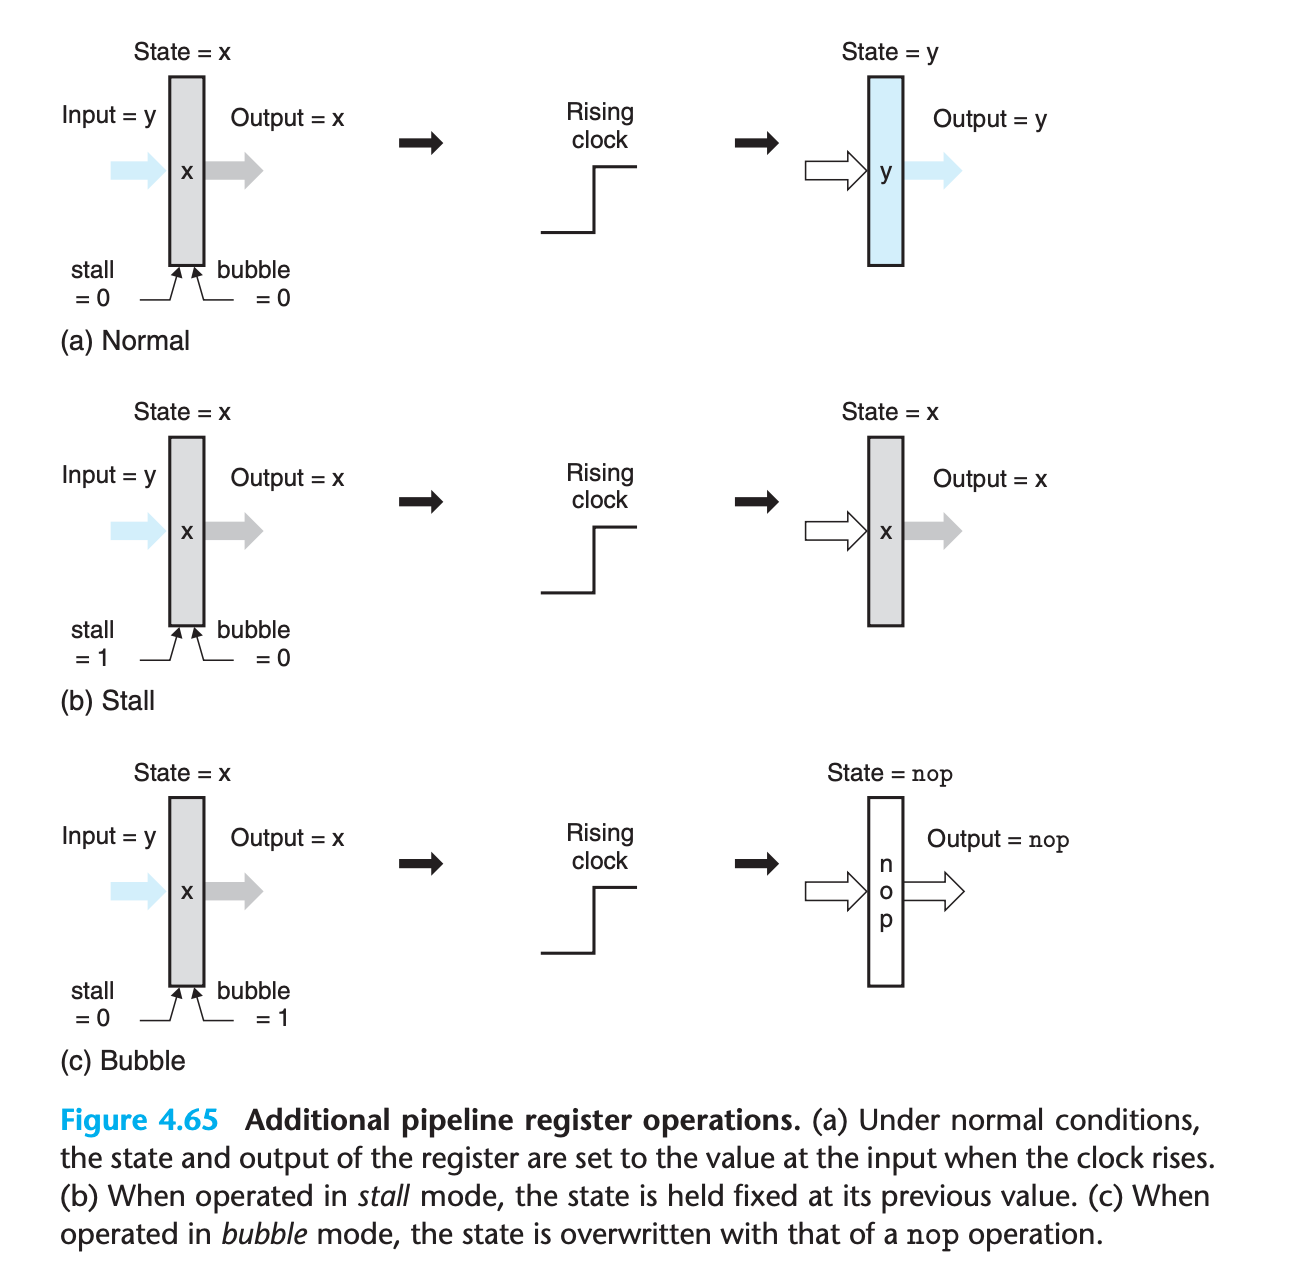 State = x
State = y
Input = y
Output = x
Rising
clock
Output = y
x
y
stall
= 0
bubble
= 0
(a) Normal
State = x
State = x
Input = y
Output = x
Rising
clock
Output = x
x
x
stall
= 1
bubble
= 0
(b) Stall
State = x
State = nop
Input = y
Output = x
Rising
clock
Output = nop
x
n
o
p
stall
= 0
bubble
= 1
(c) Bubble
Figure 4.65 Additional pipeline register operations. (a) Under normal conditions,
the state and output of the register are set to the value at the input when the clock rises.
(b) When operated in stall mode, the state is held fixed at its previous value. (c) When
operated in bubble mode, the state is overwritten with that of a nop operation.